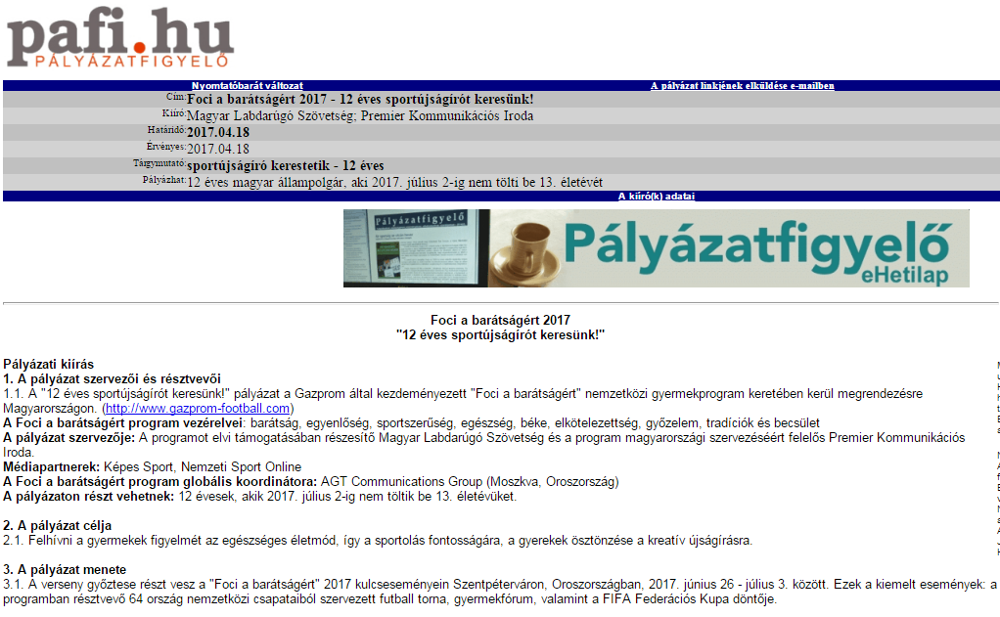 pafi.hu
PÁLYÁZATFIGYELŐ
Nyomtatóbarát változat
A pályázat linkjének elküldése e-mailben
Cím: Foci a barátságért 2017 - 12 éves sportújságírót keresünk!
Kiíró: Magyar Labdarúgó Szövetség; Premier Kommunikációs Iroda
Határidő: 2017.04.18
Érvényes: 2017.04.18
Tárgymutató: sportújságíró kerestetik - 12 éves
Pályázhat: 12 éves magyar állampolgár, aki 2017. július 2-ig nem tölti be 13. életévét
A kiíró(k) adatai
Pályázatfigyelő
Pályázatfigyelő
eHetilap
Foci a barátságért 2017
"12 éves sportújságírót keresünk!"
Pályázati kiírás
1. A pályázat szervezői és résztvevői
1.1. A "12 éves sportújságírót keresünk!" pályázat a Gazprom által kezdeményezett "Foci a barátságért" nemzetközi gyermekprogram keretében kerül megrendezésre
Magyarországon. (http://www.gazprom-football.com)
A Foci a barátságért program vezérelvei: barátság, egyenlőség, sportszerűség, egészség, béke, elkötelezettség, győzelem, tradíciók és becsület
A pályázat szervezője: A programot elvi támogatásában részesítő Magyar Labdarúgó Szövetség és a program magyarországi szervezéséért felelős Premier Kommunikációs
Iroda.
Médiapartnerek: Képes Sport, Nemzeti Sport Online
A Foci a barátságért program globális koordinátora: AGT Communications Group (Moszkva, Oroszország)
A pályázaton részt vehetnek: 12 évesek, akik 2017. július 2-ig nem töltik be 13. életévüket.
2. A pályázat célja
2.1. Felhívni a gyermekek figyelmét az egészséges életmód, így a sportolás fontosságára, a gyerekek ösztönzése a kreatív újságírásra.
3. A pályázat menete
3.1. A verseny győztese részt vesz a "Foci a barátságért" 2017 kulcseseményein Szentpéterváron, Oroszországban, 2017. június 26 - július 3. között. Ezek a kiemelt események: a
programban résztvevő 64 ország nemzetközi csapataiból szervezett futball torna, gyermekfórum, valamint a FIFA Federációs Kupa döntője.